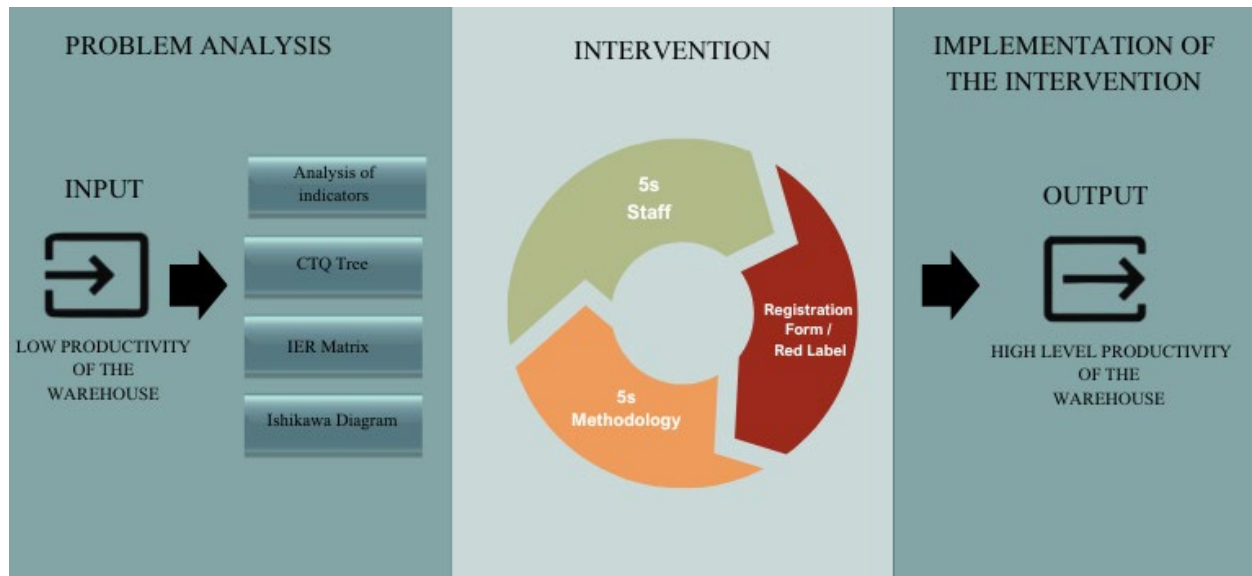 PROBLEM ANALYSIS
INPUT
LOW PRODUCTIVITY
OF THE
WAREHOUSE
Analysis of
indicators
CTQ Tree
IER Matrix
Ishikawa Diagram
INTERVENTION
5s
Staff
Registration
Form /
Red Label
5s
Methodology
IMPLEMENTATION OF
THE INTERVENTION
OUTPUT
HIGH LEVEL PRODUCTIVITY
OF THE
WAREHOUSE